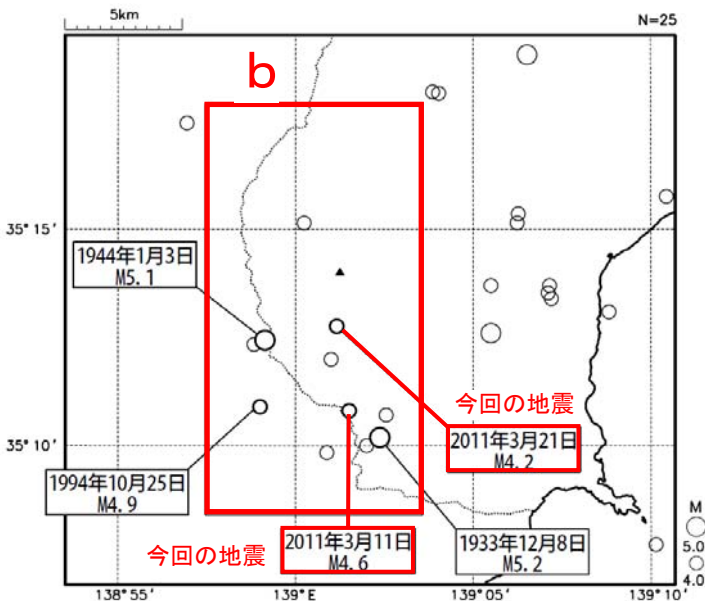 5km
N=25
b
35°15′
1944年1月3日
M5.1
今回の地震
2011年3月21日
M4.2
35°10′
1994年10月25日
M4.9
今回の地震
2011年3月11日
M4.6
1933年12月8日
M5.2
M
5.0
4.0
138°55′
139°E
139°05′
139°10′